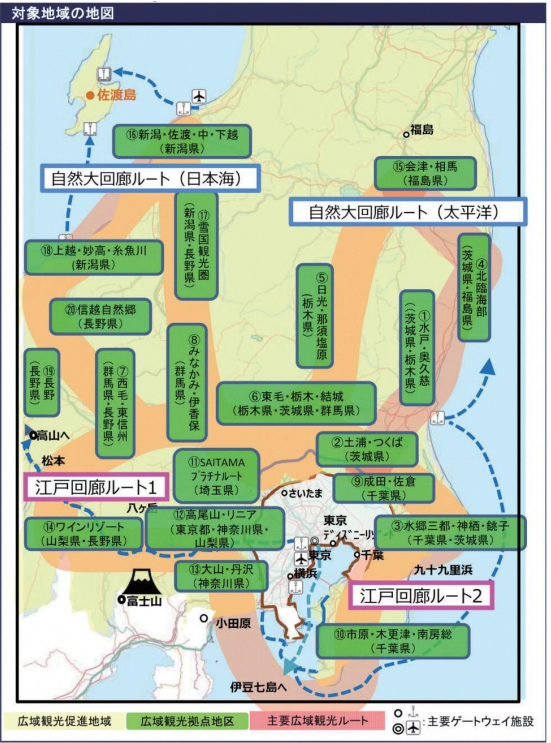 対象地域の地図
佐渡島
福島
⑯新潟・佐渡・中・下越
(新潟県)
⑮会津・相馬
(福島県)
自然大回廊ルート（日本海）
自然大回廊ルート（太平洋）
⑰雪国観光圏
(新潟県・長野県)
⑱上越・妙高・糸魚川
(新潟県)
④北臨海部
(茨城県・福島県)
⑤日光・那須塩原
(栃木県)
①水戸・奥久慈
(茨城県・栃木県)
⑳信越自然郷
(長野県)
⑧みなかみ・伊香保
(群馬県)
⑲長野
(長野県)
⑦西毛・東信州
(群馬県・長野県)
⑥東毛・栃木・結城
(栃木県・茨城県・群馬県)
高山へ
松本
②土浦・つくば
(茨城県)
⑪SAITAMA
プラチナルート
(埼玉県)
江戸回廊ルート1
⑨成田・佐倉
(千葉県)
さいたま
八ヶ岳
⑭ワインリゾート
(山梨県・長野県)
⑫高尾山・リニア
(東京都・神奈川県・
山梨県)
東京
ディズニーリゾート
③水郷三都・神栖・銚子
(千葉県・茨城県)
東京
千葉
⑬大山・丹沢
(神奈川県)
横浜
九十九里浜
富士山
江戸回廊ルート2
小田原
⑩市原・木更津・南房総
(千葉県)
伊豆七島へ
広域観光促進地域
広域観光拠点地区
主要広域観光ルート
:主要ゲートウェイ施設